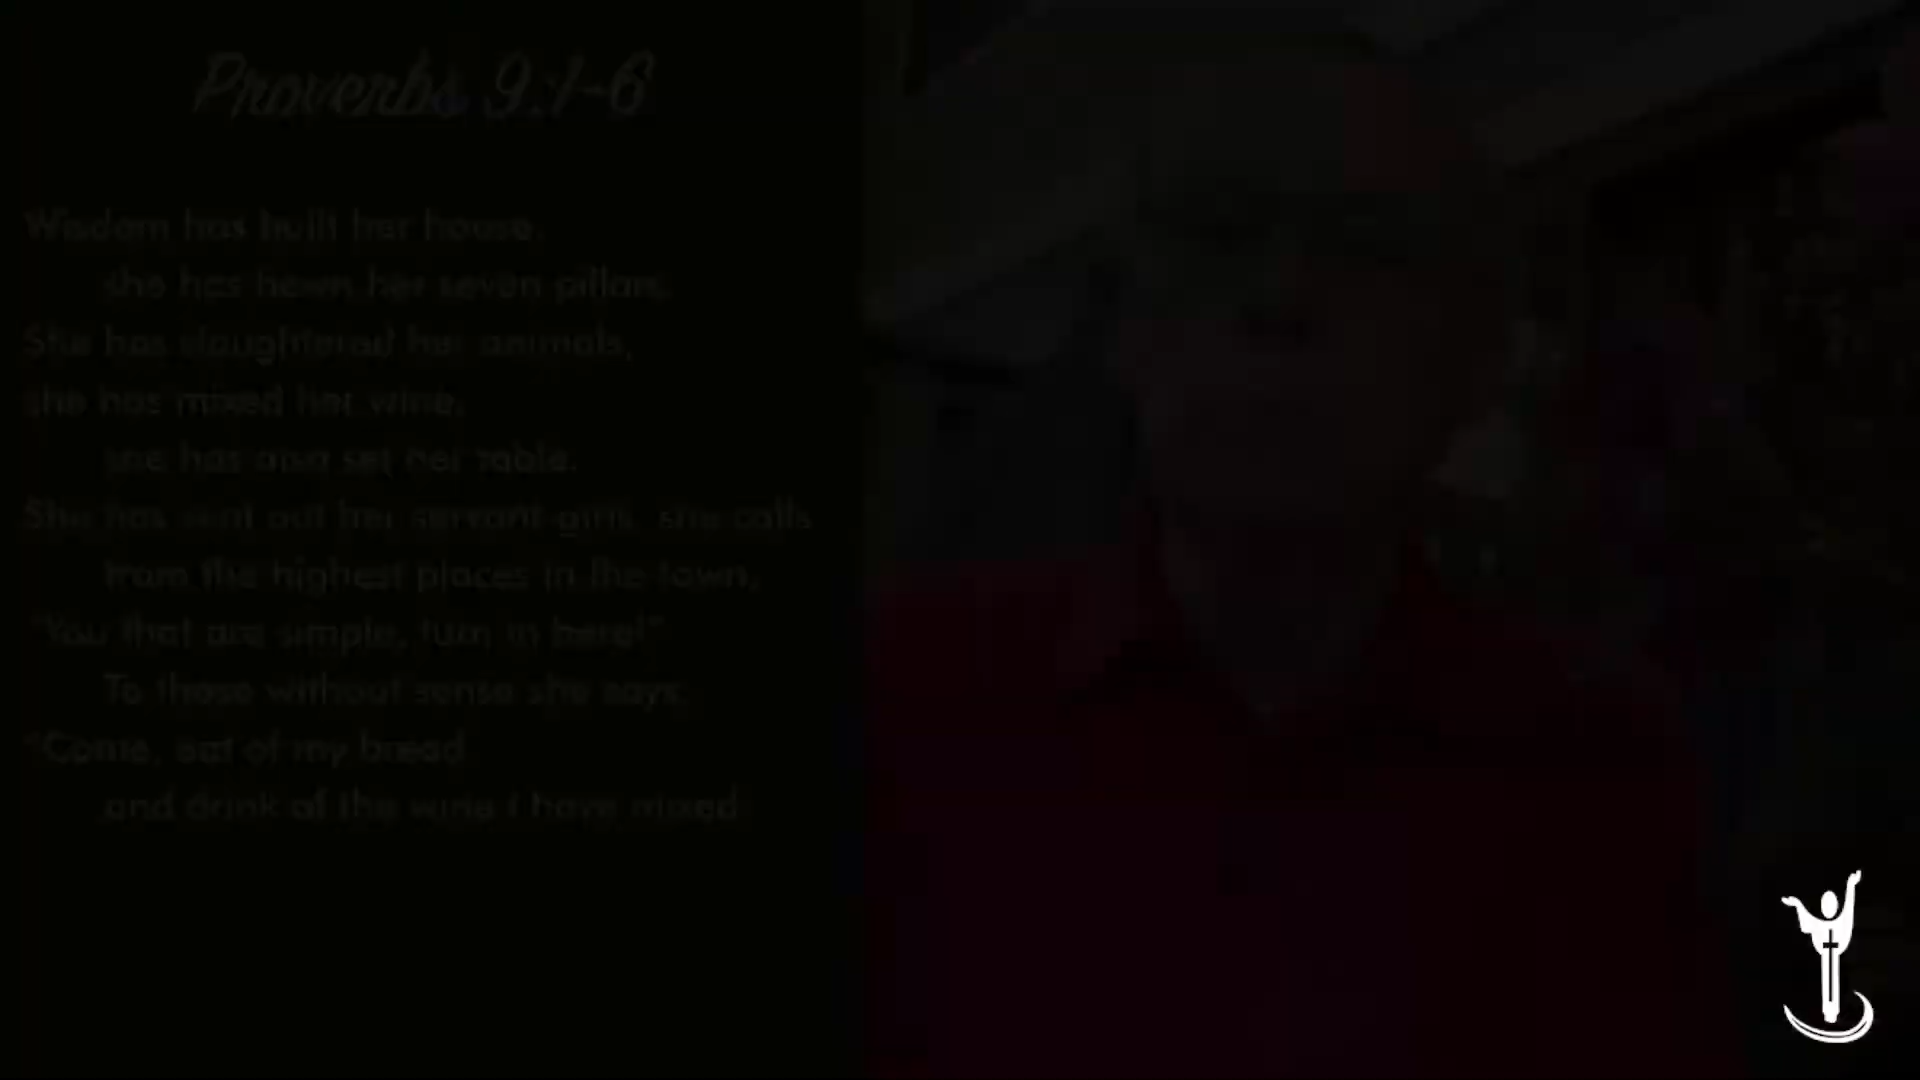 Proverbs 9:1-6
Wisdom has built her house,
she has hewn her seven pillars.
She has slaughtered her animals,
she has mixed her wine,
she has also set her table.
She has sent out her servant-girls, she calls
from the highest places in the town,
"You that are simple, turn in here!"
To those without sense she says,
"Come, eat of my bread
and drink of the wine I have mixed.